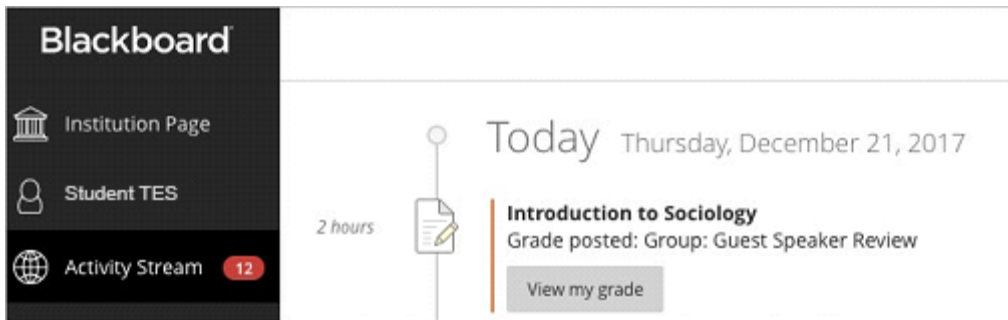 Blackboard
Institution Page
Student TES
Activity Stream 12
Today Thursday, December 21, 2017
2 hours
Introduction to Sociology
Grade posted: Group: Guest Speaker Review
View my grade